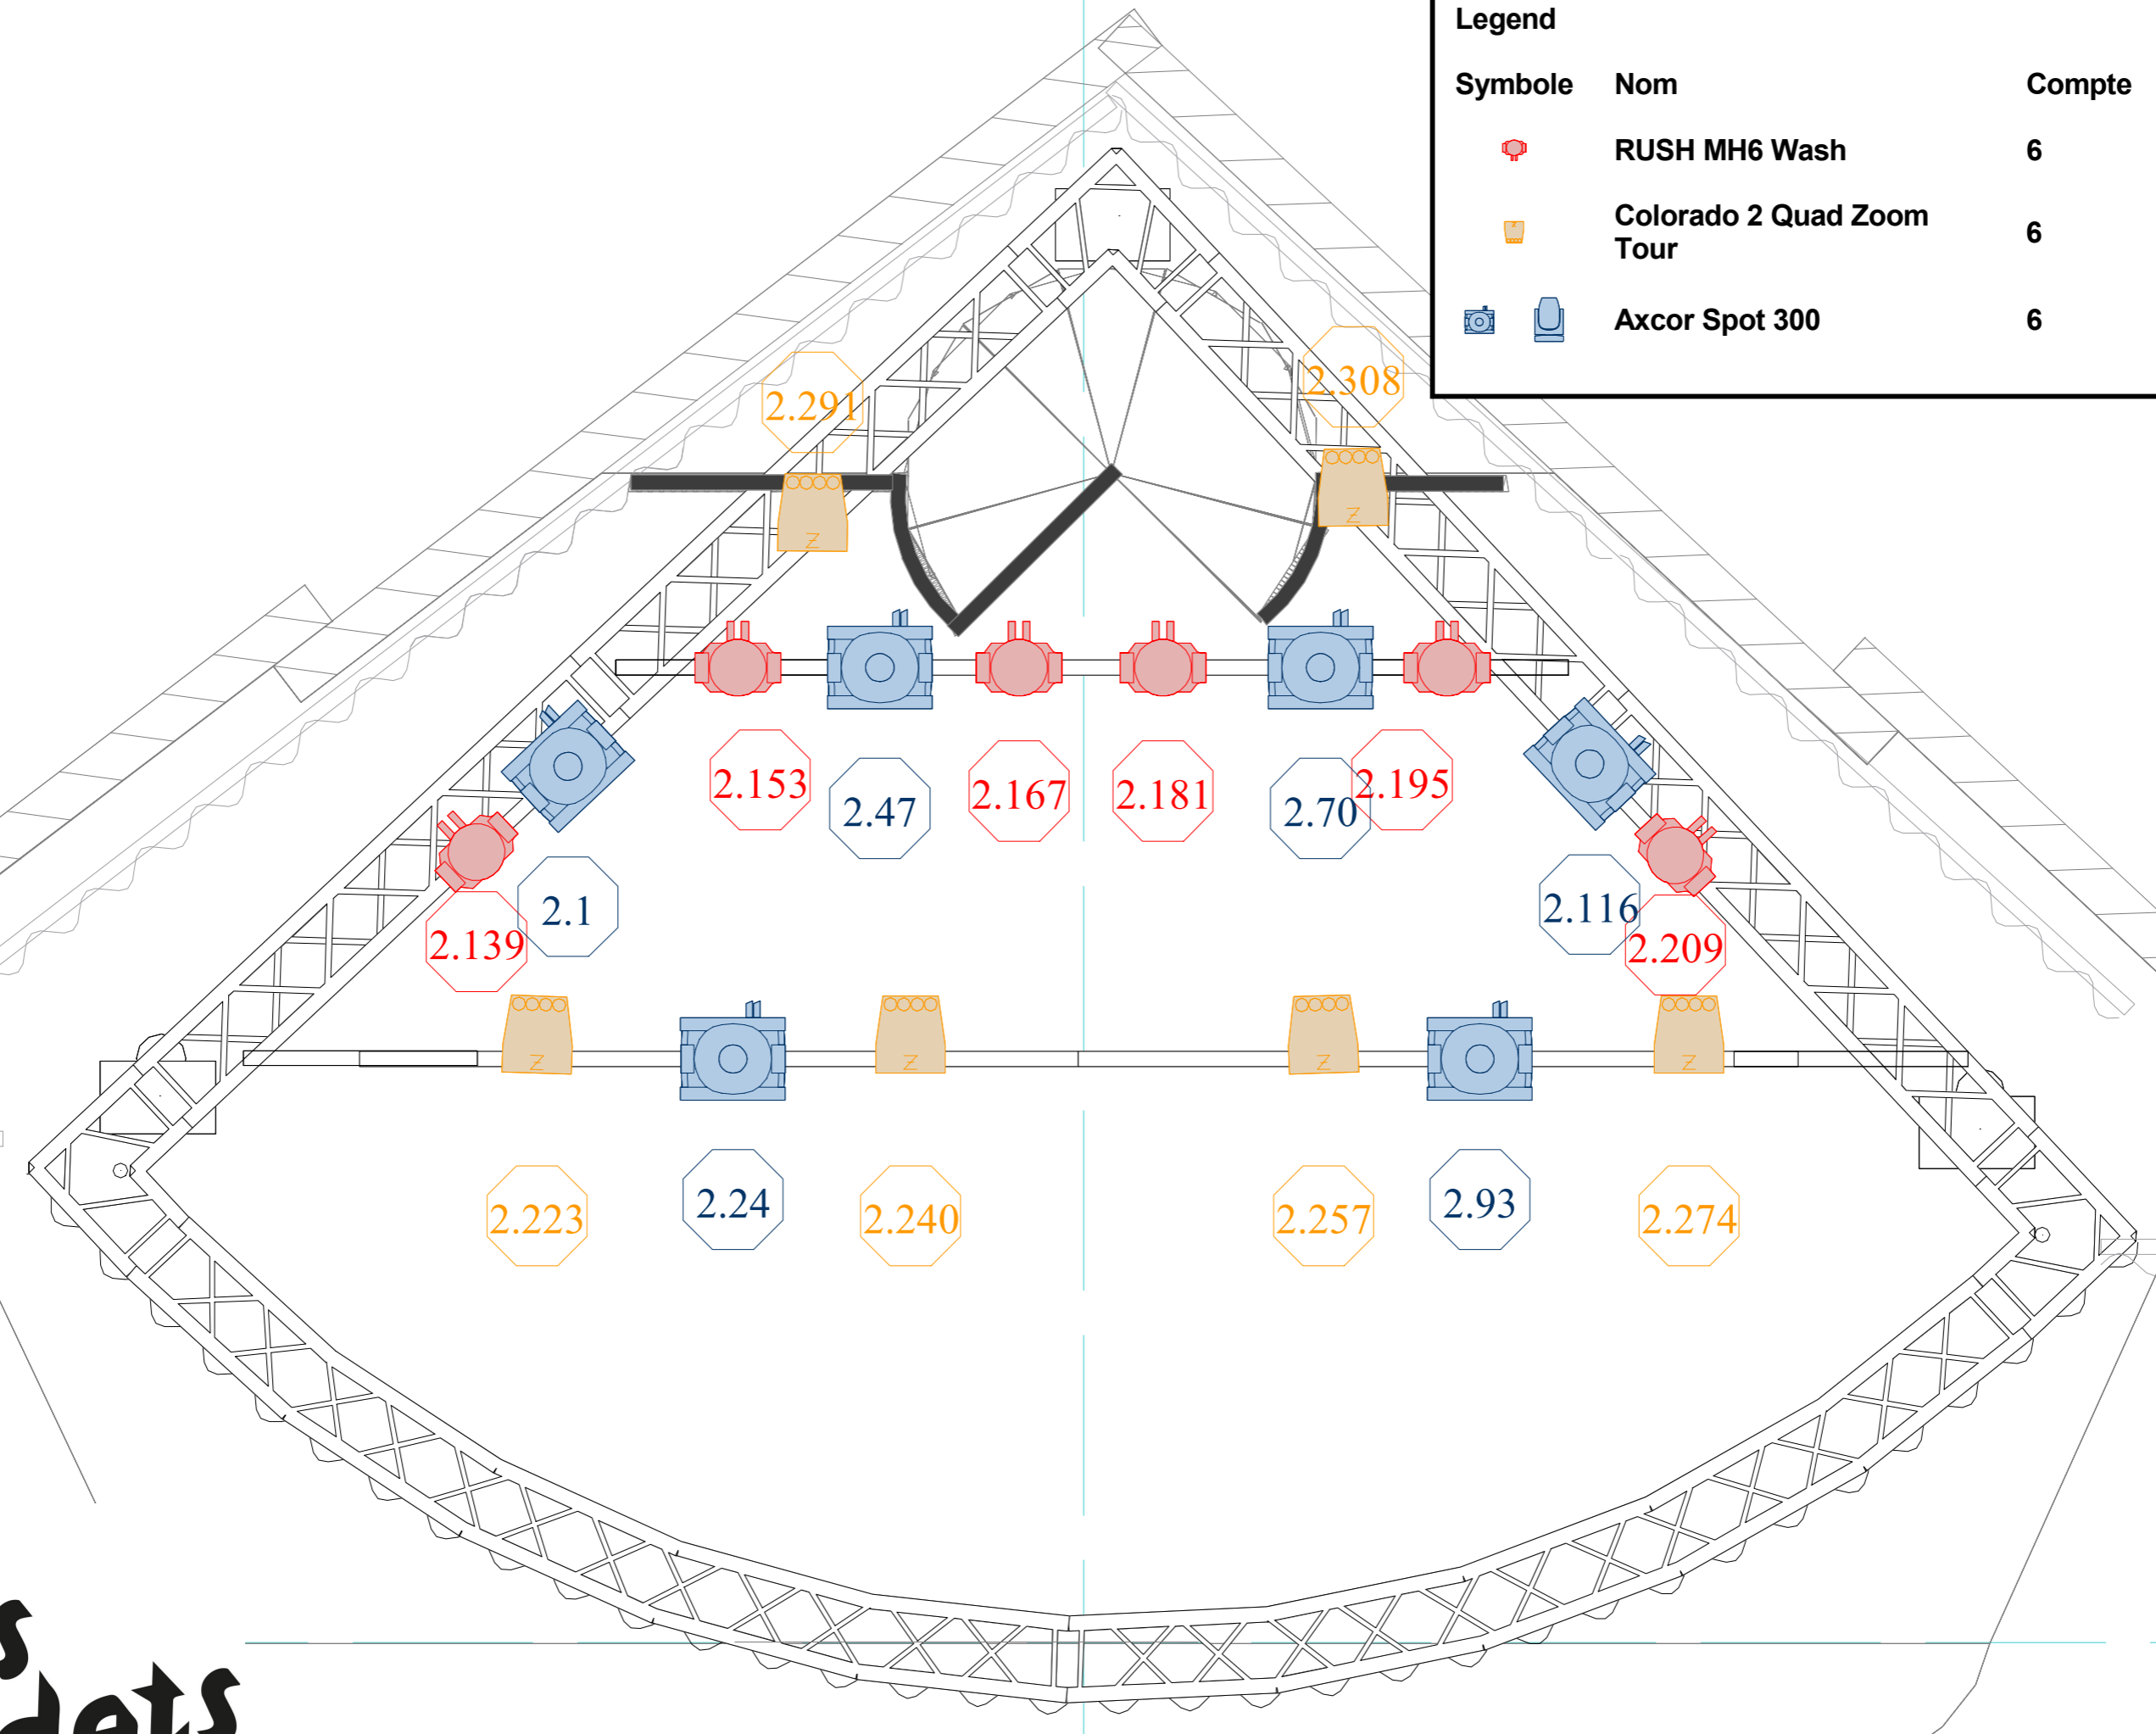 Legend
Symbole Nom Compte
RUSH MH6 Wash 6
Colorado 2 Quad Zoom
Tour 6
Axcor Spot 300 6
2.291 2.308
Z Z
2.153 2.47 2.167 2.181 2.70 2.195
2.139 2.1 2.116 2.209
Z Z Z Z
2.223 2.24 2.240 2.257 2.93 2.274
s
dets